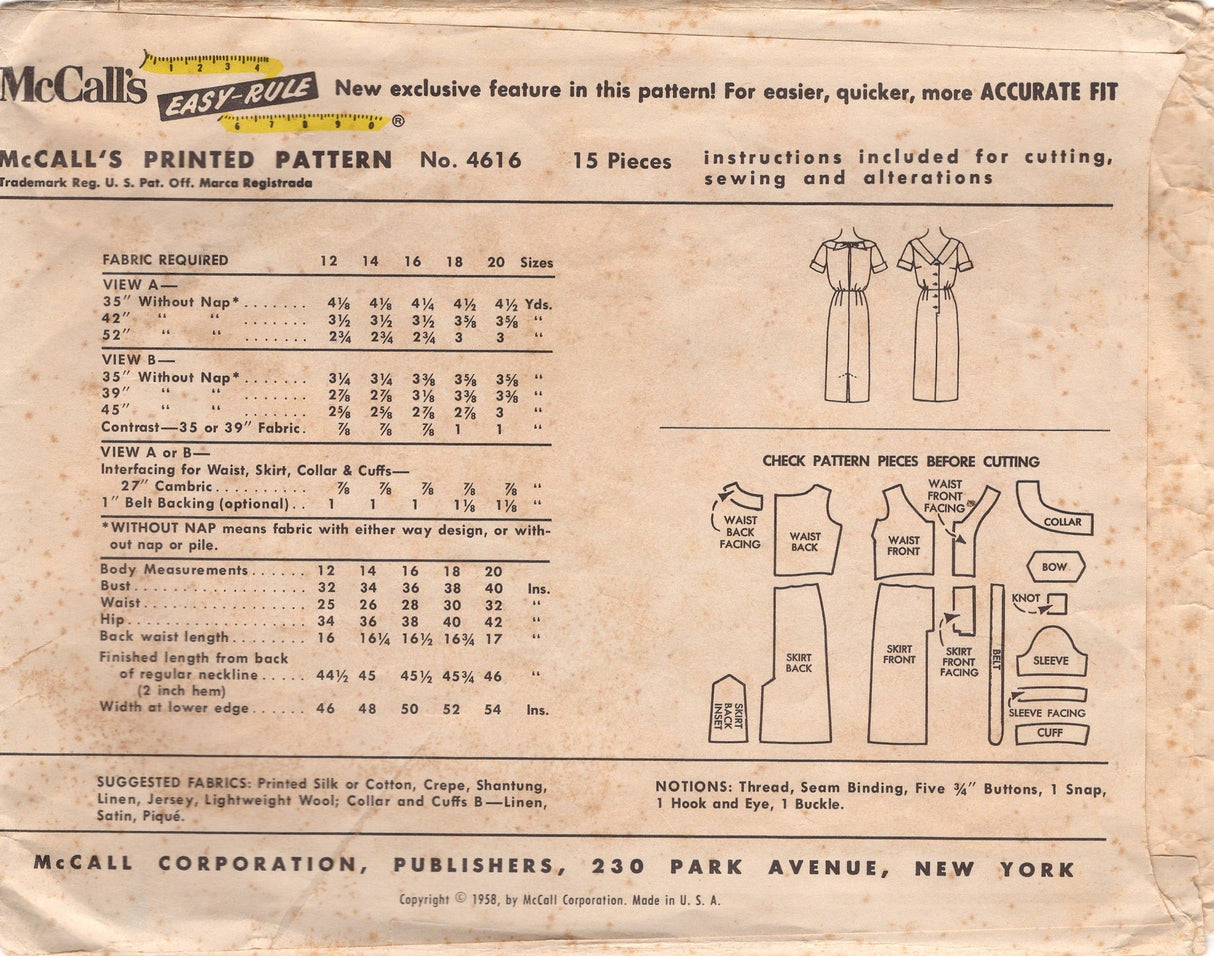 McCall's EASY-RULE ® New exclusive feature in this pattern! For easier, quicker, more ACCURATE FIT
1 2 3 4
6 7 8 9 0
McCALL'S PRINTED PATTERN No. 4616 15 Pieces instructions included for cutting,
sewing and alterations
Trademark Reg. U. S. Pat. Off. Marca Registrada
FABRIC REQUIRED 12 14 16 18 20 Sizes
VIEW A—
35" Without Nap* ....... 4⅛ 4⅛ 4¼ 4½ 4½ Yds.
42" " " ....... 3½ 3½ 3½ 3⅝ 3⅝ "
52" " " ....... 2¾ 2¾ 2¾ 3 3 "
VIEW B—
35" Without Nap* ....... 3¼ 3¼ 3⅜ 3⅝ 3⅝ "
39" " " ....... 2⅞ 2⅞ 3⅛ 3⅜ 3⅜ "
45" " " ....... 2⅝ 2⅝ 2⅞ 2⅞ 3 "
Contrast—35 or 39" Fabric. ⅞ ⅞ ⅞ 1 1 "
VIEW A or B—
Interfacing for Waist, Skirt, Collar & Cuffs—
27" Cambric .......... ⅞ ⅞ ⅞ ⅞ ⅞ "
1" Belt Backing (optional) .. 1 1 1 1⅛ 1⅛ "
*WITHOUT NAP means fabric with either way design, or with-
out nap or pile.
Body Measurements ...... 12 14 16 18 20
Bust ................... 32 34 36 38 40 Ins.
Waist .................. 25 26 28 30 32 "
Hip .................... 34 36 38 40 42 "
Back waist length ........ 16 16¼ 16½ 16¾ 17 "
Finished length from back
of regular neckline ..... 44½ 45 45½ 45¾ 46 "
(2 inch hem)
Width at lower edge ...... 46 48 50 52 54 Ins.
CHECK PATTERN PIECES BEFORE CUTTING
WAIST
BACK
FACING
WAIST
BACK
WAIST
FRONT
WAIST
FRONT
FACING
COLLAR
BOW
KNOT
SKIRT
BACK
INSET
SKIRT
BACK
SKIRT
FRONT
SKIRT
FRONT
FACING
BELT
SLEEVE
SLEEVE FACING
CUFF
SUGGESTED FABRICS: Printed Silk or Cotton, Crepe, Shantung,
Linen, Jersey, Lightweight Wool; Collar and Cuffs B—Linen,
Satin, Piqué.
NOTIONS: Thread, Seam Binding, Five ¾" Buttons, 1 Snap,
1 Hook and Eye, 1 Buckle.
McCALL CORPORATION, PUBLISHERS, 230 PARK AVENUE, NEW YORK
Copyright © 1958, by McCall Corporation. Made in U. S. A.